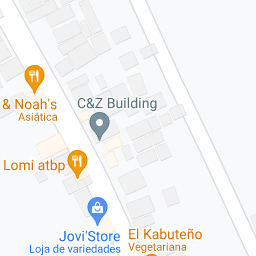 & Noah's
Asiática
C&Z Building
Lomi atbp
Jovi'Store
Loja de variedades
El Kabuteño
Vegetariana